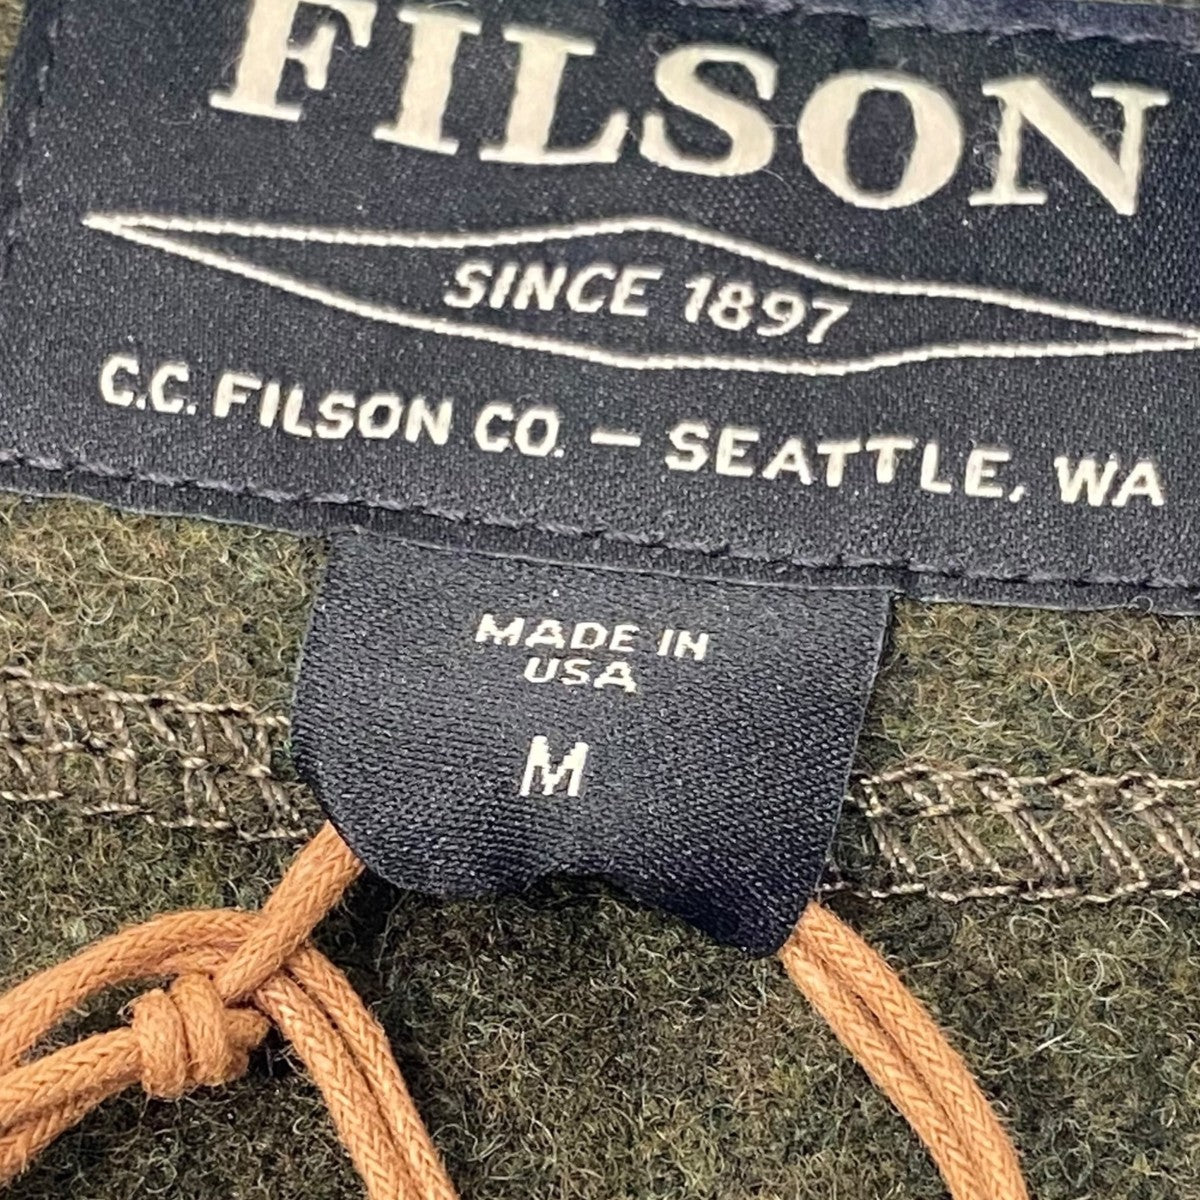 FILSON
SINCE 1897
C.C. FILSON CO. — SEATTLE, WA
MADE IN
USA
M